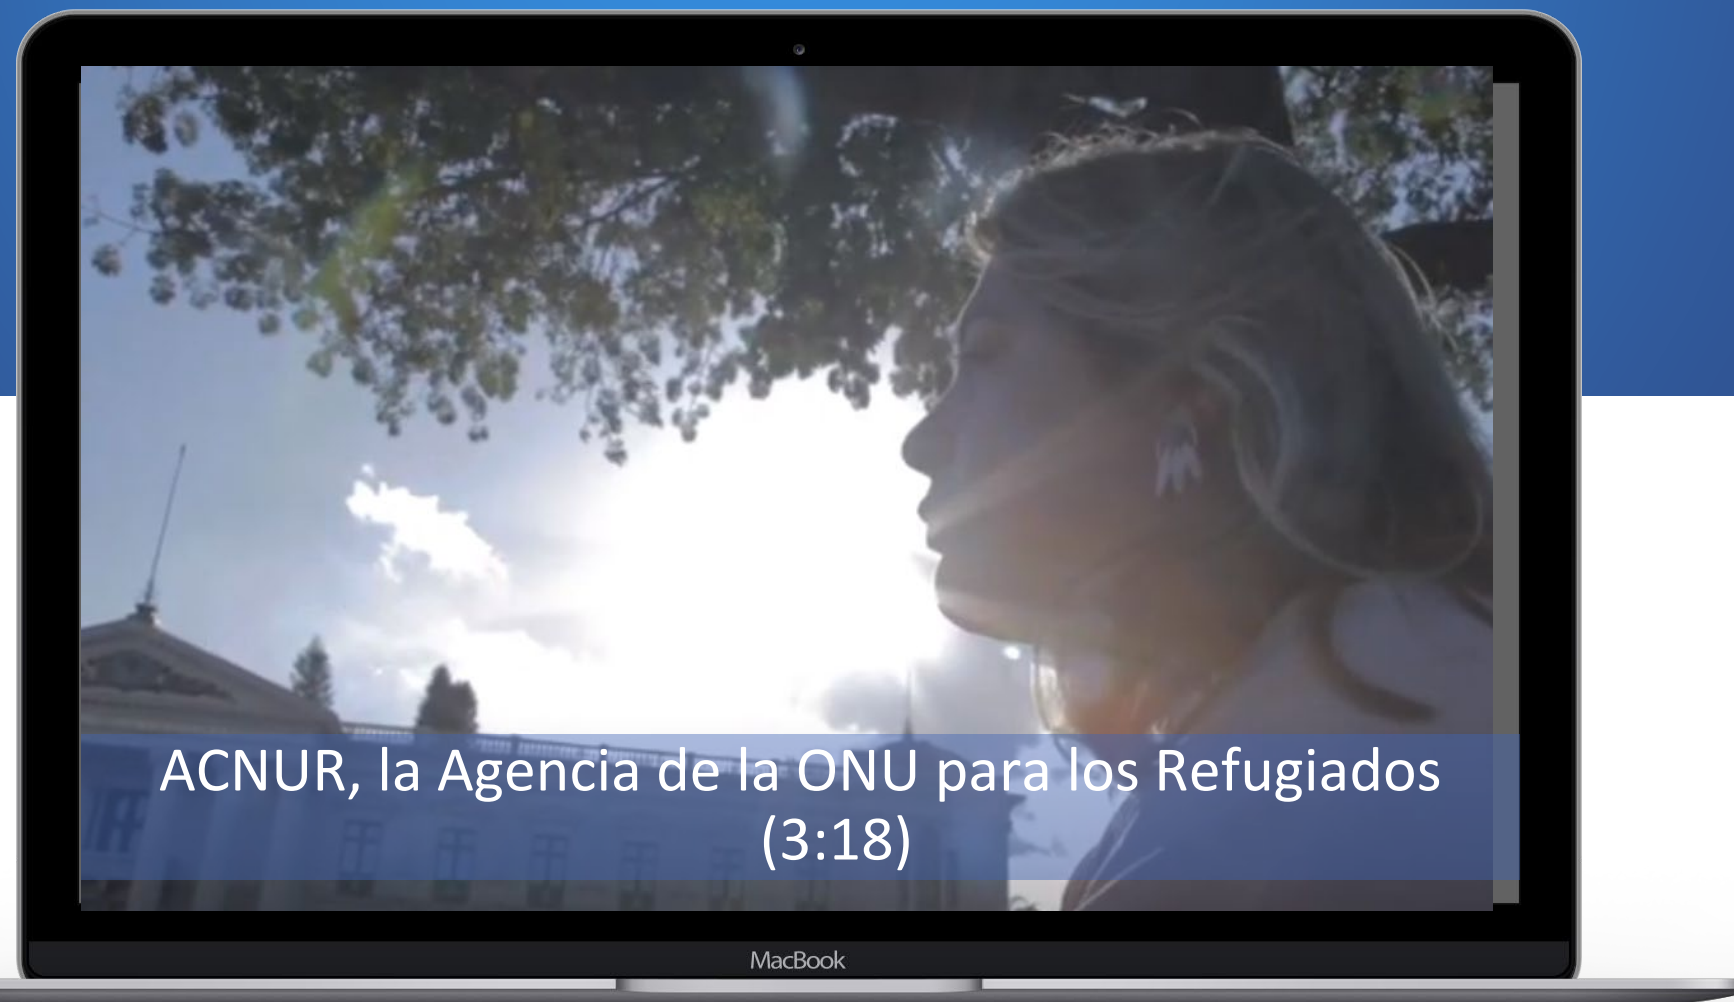 ACNUR, la Agencia de la ONU para los Refugiados
(3:18)
MacBook